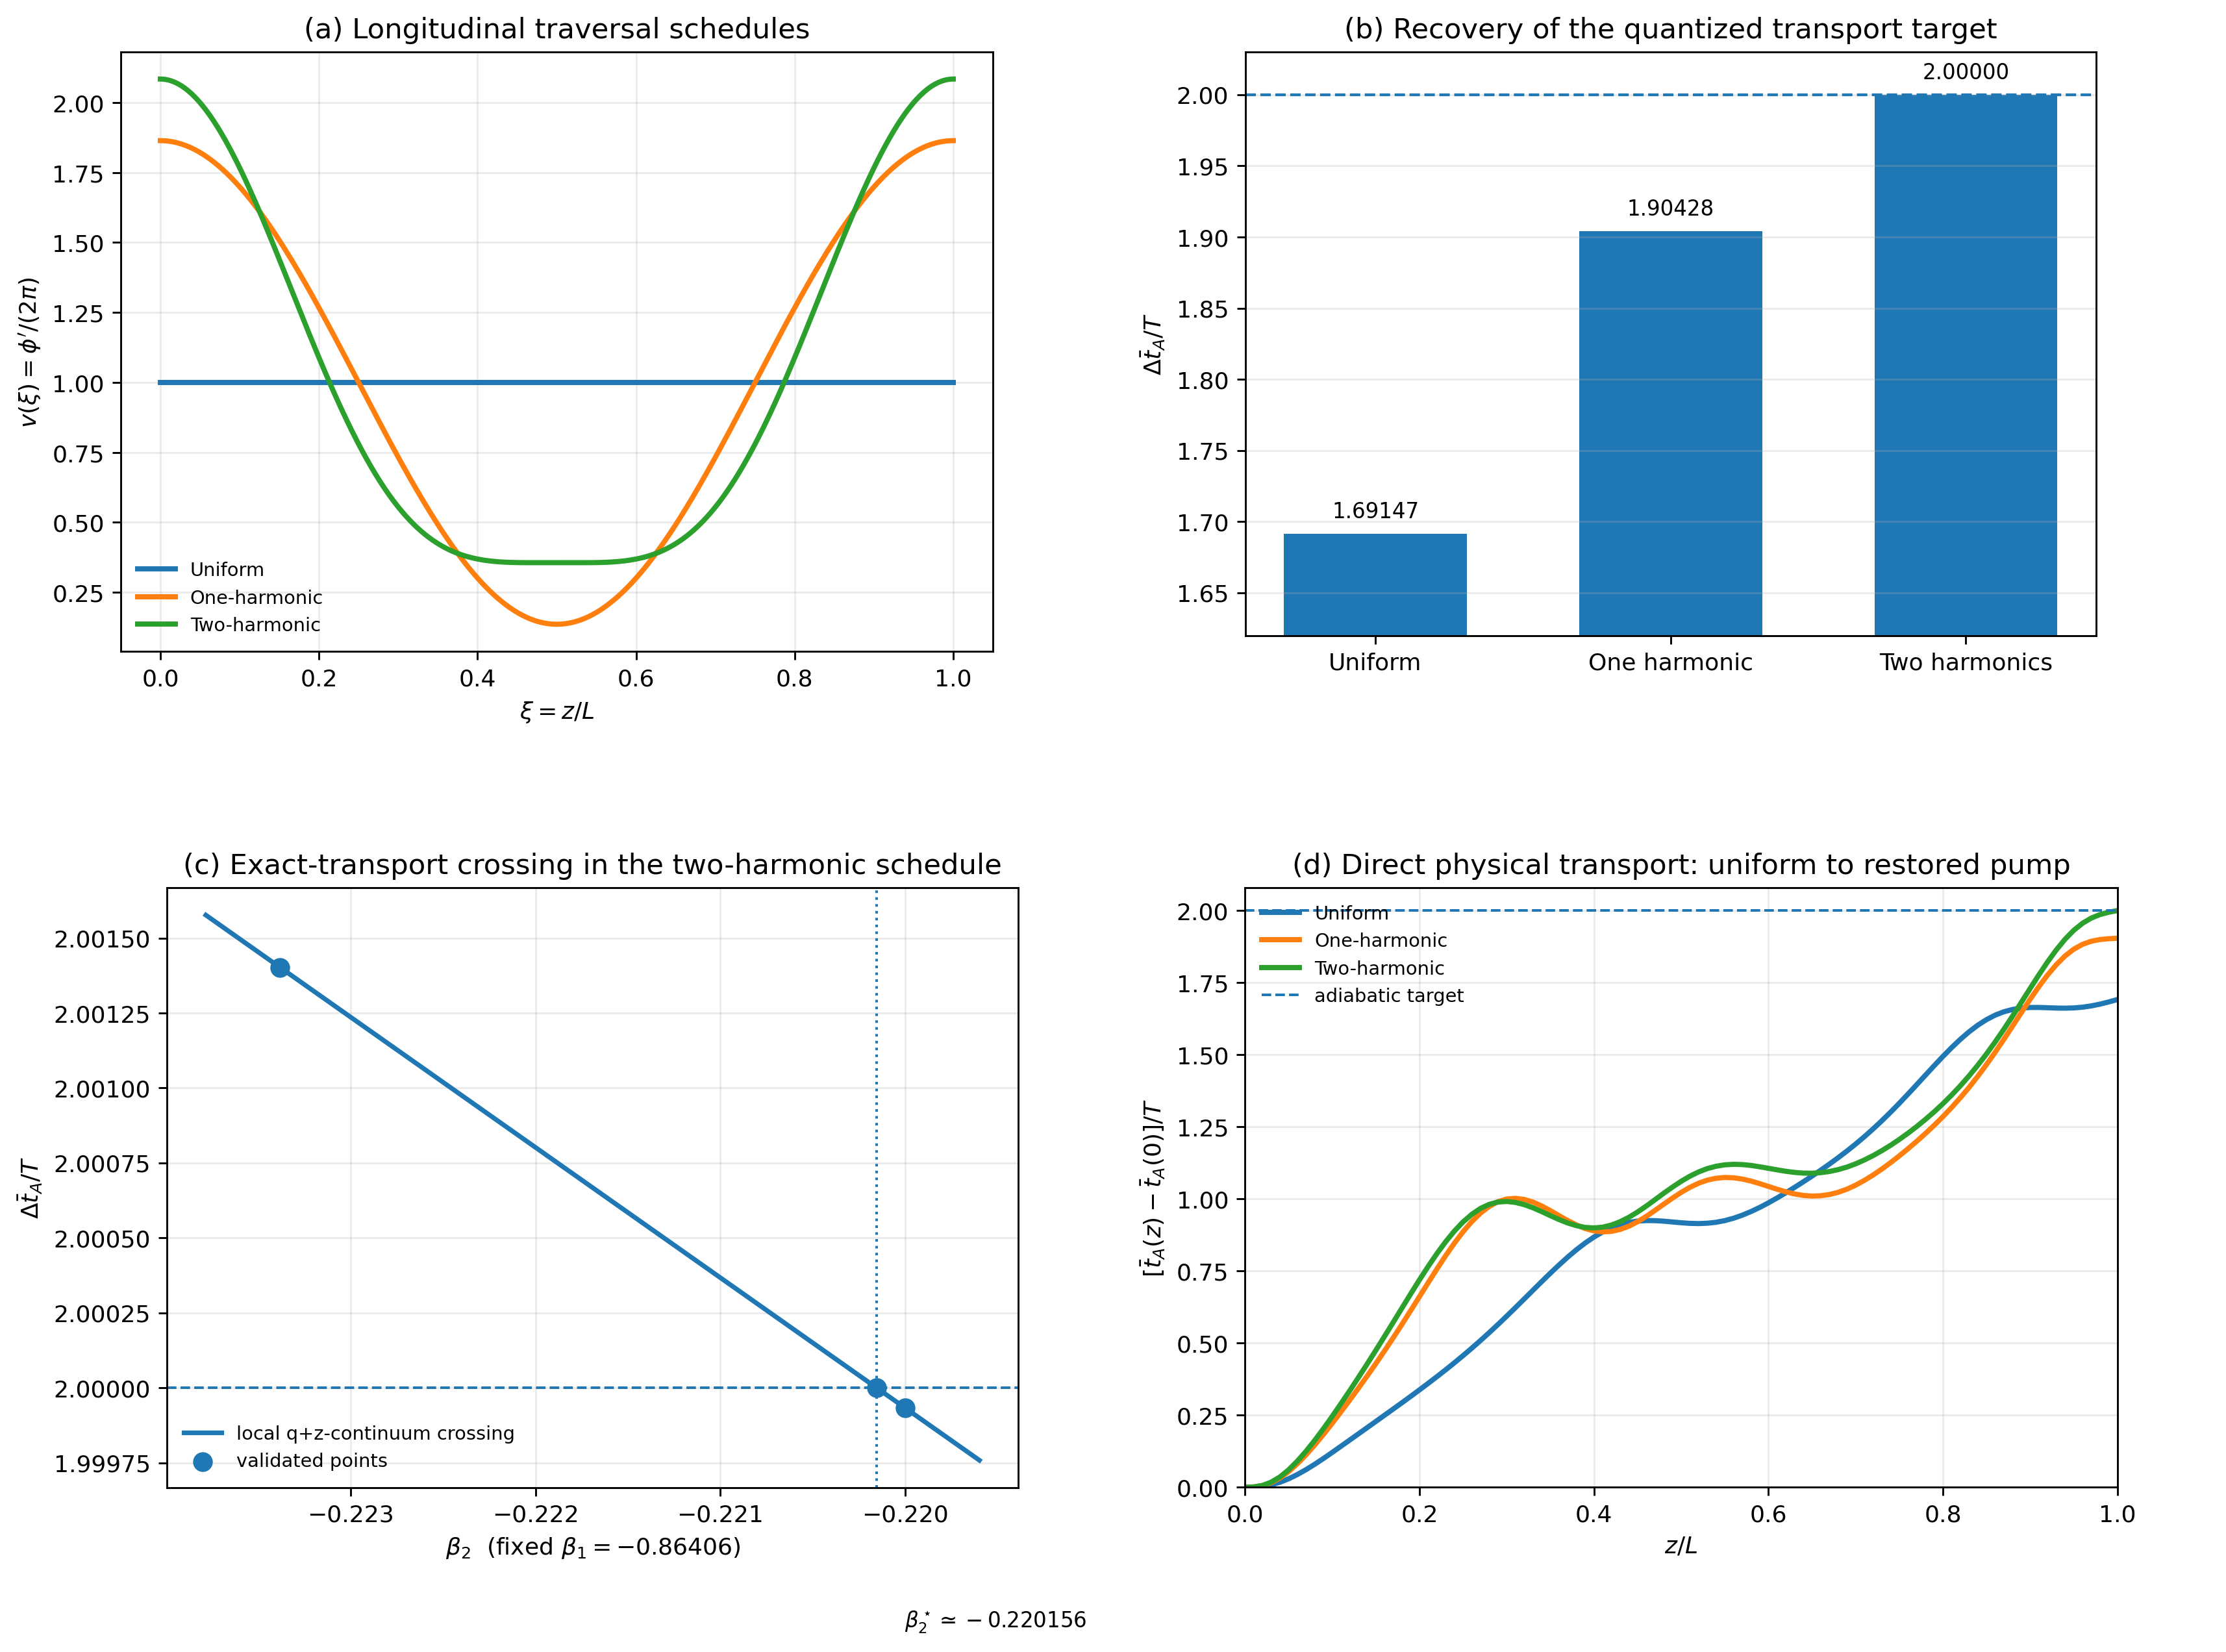 (a) Longitudinal traversal schedules
v(ξ) = ϕ′/(2π)
2.00
1.75
1.50
1.25
1.00
0.75
0.50
0.25
Uniform
One-harmonic
Two-harmonic
0.0 0.2 0.4 0.6 0.8 1.0
ξ = z/L
(b) Recovery of the quantized transport target
Δt̄_A/T
2.00
1.95
1.90
1.85
1.80
1.75
1.70
1.65
1.69147
1.90428
2.00000
Uniform One harmonic Two harmonics
(c) Exact-transport crossing in the two-harmonic schedule
Δt̄_A/T
2.00150
2.00125
2.00100
2.00075
2.00050
2.00025
2.00000
1.99975
local q+z-continuum crossing
validated points
−0.223 −0.222 −0.221 −0.220
β₂ (fixed β₁ = −0.86406)
β₂⋆ ≃ −0.220156
(d) Direct physical transport: uniform to restored pump
[t̄_A(z) − t̄_A(0)]/T
2.00
1.75
1.50
1.25
1.00
0.75
0.50
0.25
0.00
Uniform
One-harmonic
Two-harmonic
adiabatic target
0.0 0.2 0.4 0.6 0.8 1.0
z/L